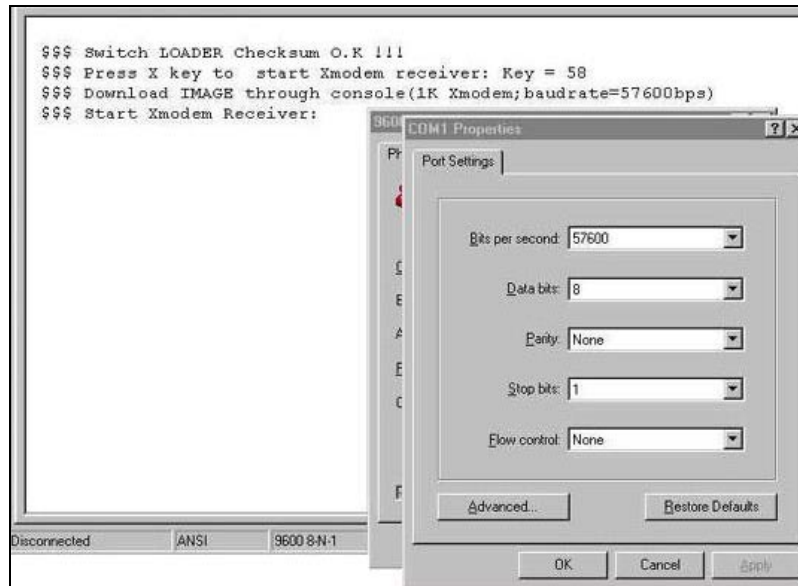 $$$ Switch LOADER Checksum O.K !!!
$$$ Press X key to  start Xmodem receiver: Key = 58
$$$ Download IMAGE through console(1K Xmodem;baudrate=57600bps)
$$$ Start Xmodem Receiver:
COM1 Properties
Port Settings
Bits per second: 57600
Data bits: 8
Parity: None
Stop bits: 1
Flow control: None
Advanced...
Restore Defaults
OK
Cancel
Apply
Disconnected
ANSI
9600 8-N-1